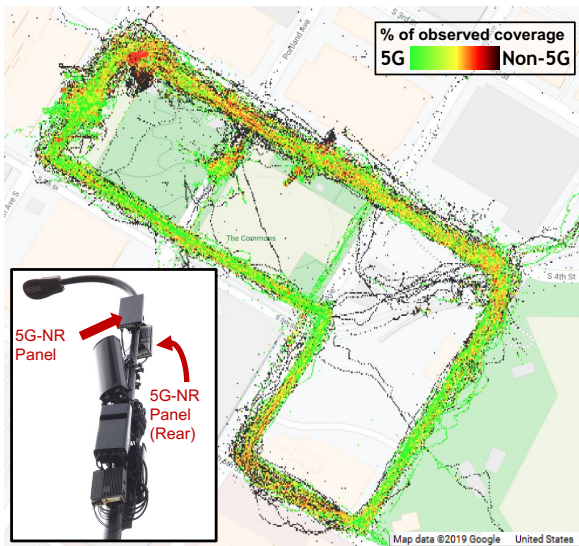 % of observed coverage
5G Non-5G
S 3rd St
Portland Ave
S 4th St
The Commons
5G-NR
Panel
5G-NR
Panel
(Rear)
Map data ©2019 Google United States